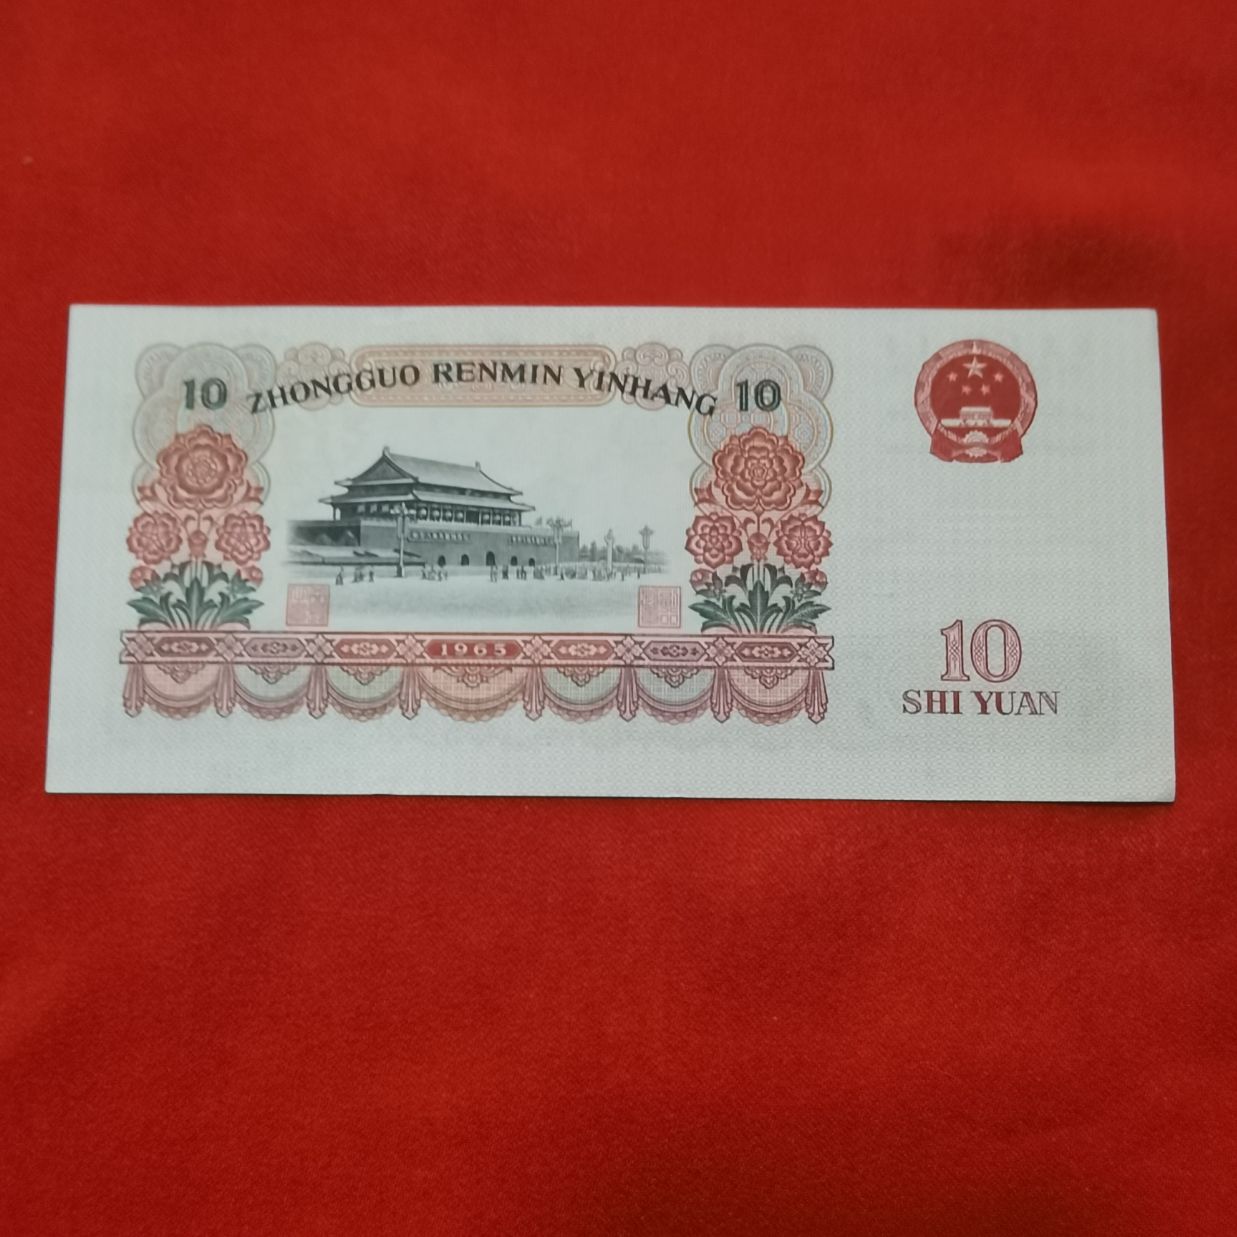 10 ZHONGGUO RENMIN YINHANG 10
1965
10
SHI YUAN